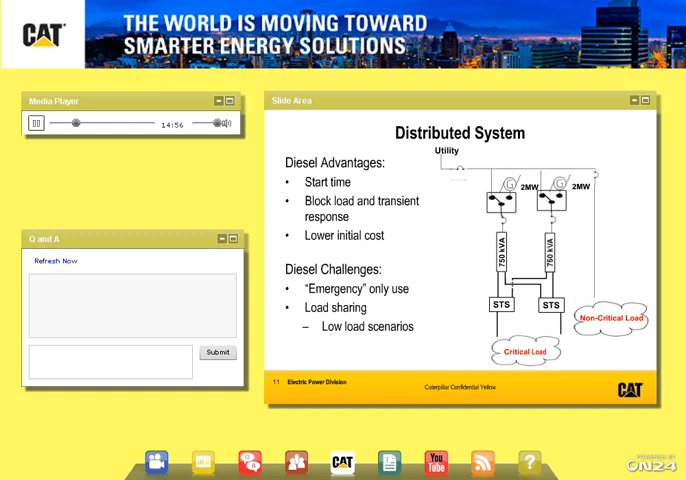 CAT
THE WORLD IS MOVING TOWARD
SMARTER ENERGY SOLUTIONS
Media Player
14:56
Q and A
Refresh Now
Submit
Slide Area
Distributed System
Utility
Diesel Advantages:
• Start time
• Block load and transient
response
• Lower initial cost
Diesel Challenges:
• “Emergency” only use
• Load sharing
– Low load scenarios
G 2MW G 2MW
750 kVA 750 kVA
STS STS
Non-Critical Load
Critical Load
11 Electric Power Division
Caterpillar Confidential Yellow
CAT
Q A
CAT
You
Tube
?
POWERED BY
ON24